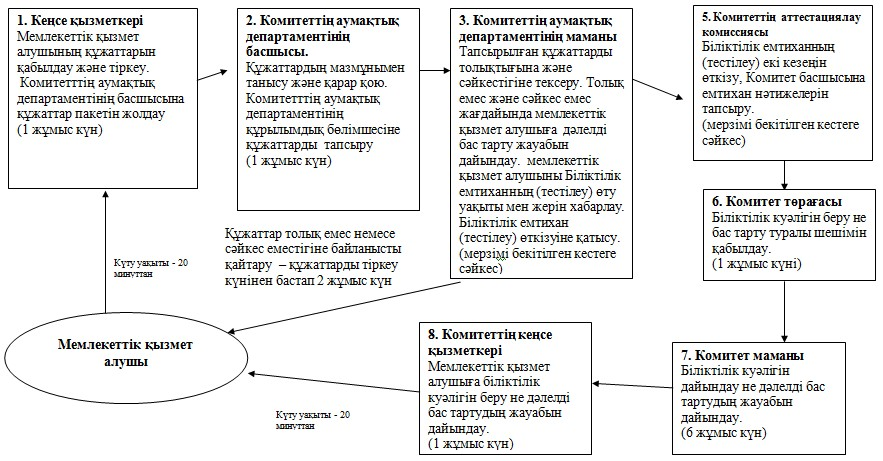 1. Кеңсе қызметкері
Мемлекеттік қызмет
алушының құжаттарын
қабылдау және тіркеу.
Комитетттің аумақтық
департаментінің басшысына
құжаттар пакетін жолдау
(1 жұмыс күн)
2. Комитеттің аумақтық
департаментінің
басшысы.
Құжаттардың мазмұнымен
танысу және қарар қою.
Комитетттің аумақтық
департаментінің
құрылымдық бөлімшесіне
құжаттарды тапсыру
(1 жұмыс күн)
3. Комитеттің аумақтық
департаментінің маманы
Тапсырылған құжаттарды
толықтығына және
сәйкестігіне тексеру. Толық
емес және сәйкес емес
жағдайында мемлекеттік
қызмет алушыға дәлелді
бас тарту жауабын
дайындау. мемлекеттік
қызмет алушыны Біліктілік
емтиханның (тестілеу) өту
уақыты мен жерін хабарлау.
Біліктілік емтихан
(тестілеу) өткізуіне қатысу.
(мерзімі бекітілген кестеге
сәйкес)
5. Комитеттің аттестациялау
комиссиясы
Біліктілік емтиханның
(тестілеу) екі кезеңін
өткізу, Комитет басшысына
емтихан нәтижелерін
тапсыру.
(мерзімі бекітілген кестеге
сәйкес)
6. Комитет төрағасы
Біліктілік куәлігін беру не
бас тарту туралы шешімін
қабылдау.
(1 жұмыс күні)
7. Комитет маманы
Біліктілік куәлігін
дайындау не дәлелді бас
тартудың жауабын
дайындау.
(6 жұмыс күн)
8. Комитеттің кеңсе
қызметкері
Мемлекеттік қызмет
алушыға біліктілік
куәлігін беру не дәлелді
бас тартудың жауабын
дайындау.
(1 жұмыс күн)
Құжаттар толық емес немесе
сәйкес еместігіне байланысты
қайтару – құжаттарды тіркеу
күнінен бастап 2 жұмыс күн
Күту уақыты - 20
минуттан
Мемлекеттік қызмет
алушы
Күту уақыты - 20
минуттан